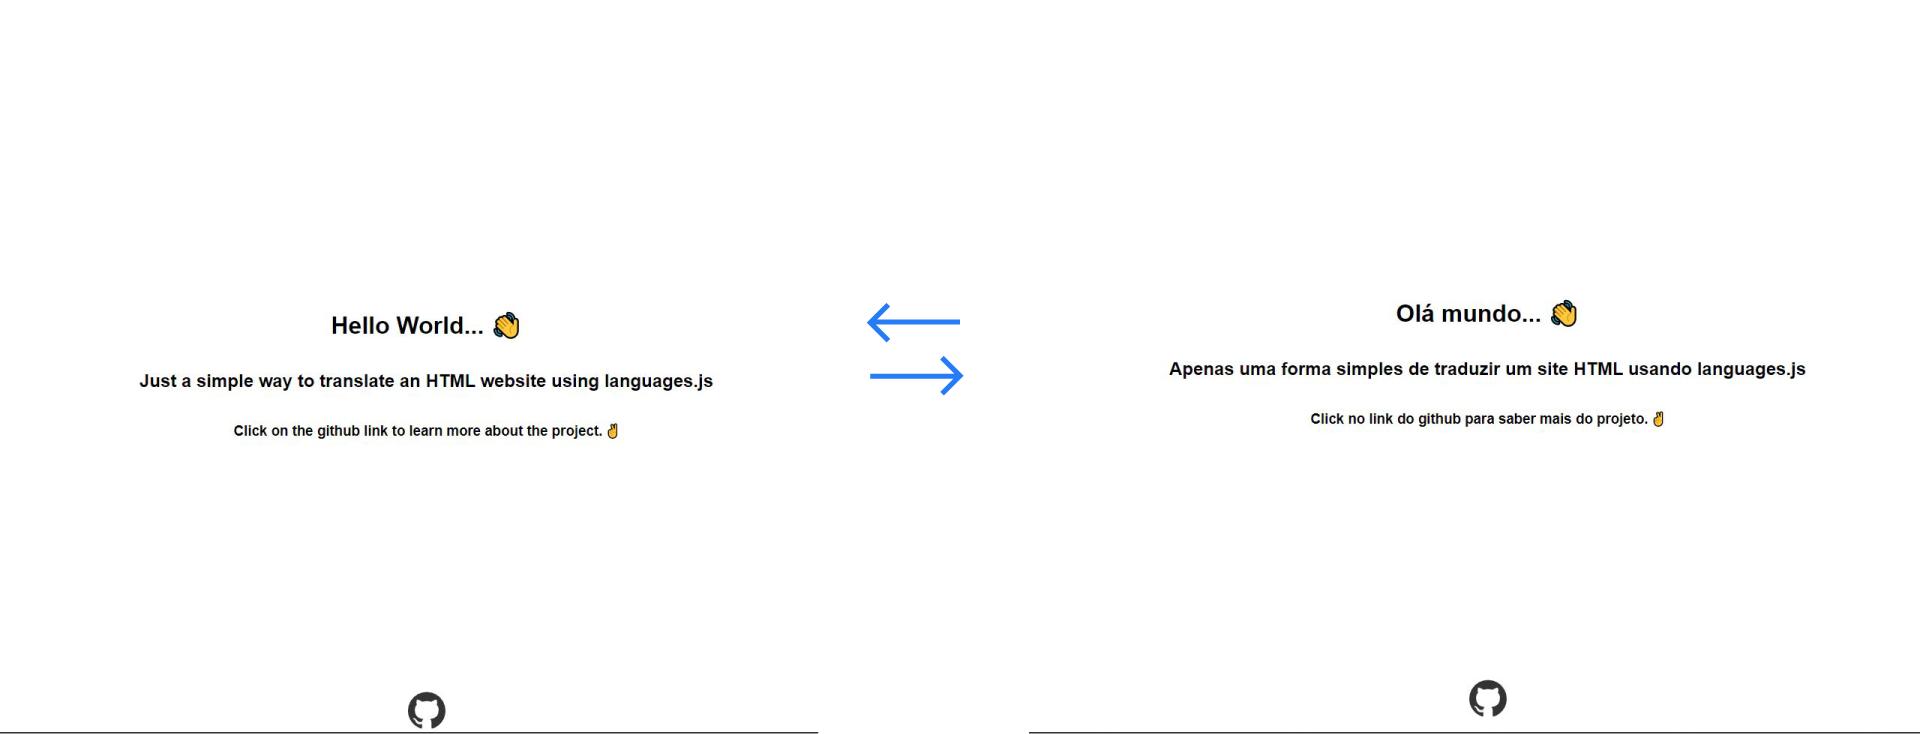 Hello World... 👋
Just a simple way to translate an HTML website using languages.js
Click on the github link to learn more about the project. ✌
Olá mundo... 👋
Apenas uma forma simples de traduzir um site HTML usando languages.js
Click no link do github para saber mais do projeto. ✌